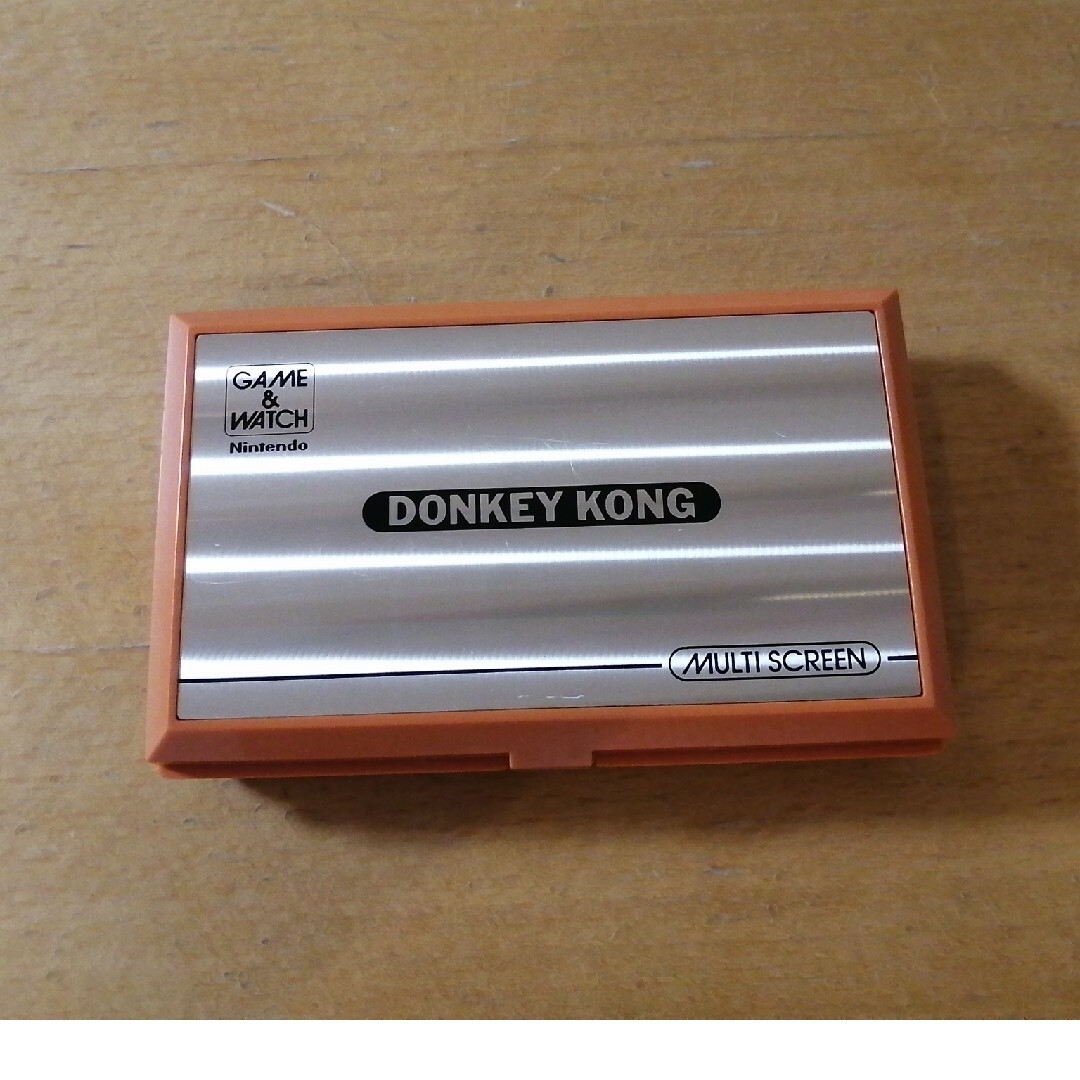 GAME
&
WATCH
Nintendo
DONKEY KONG
MULTI SCREEN